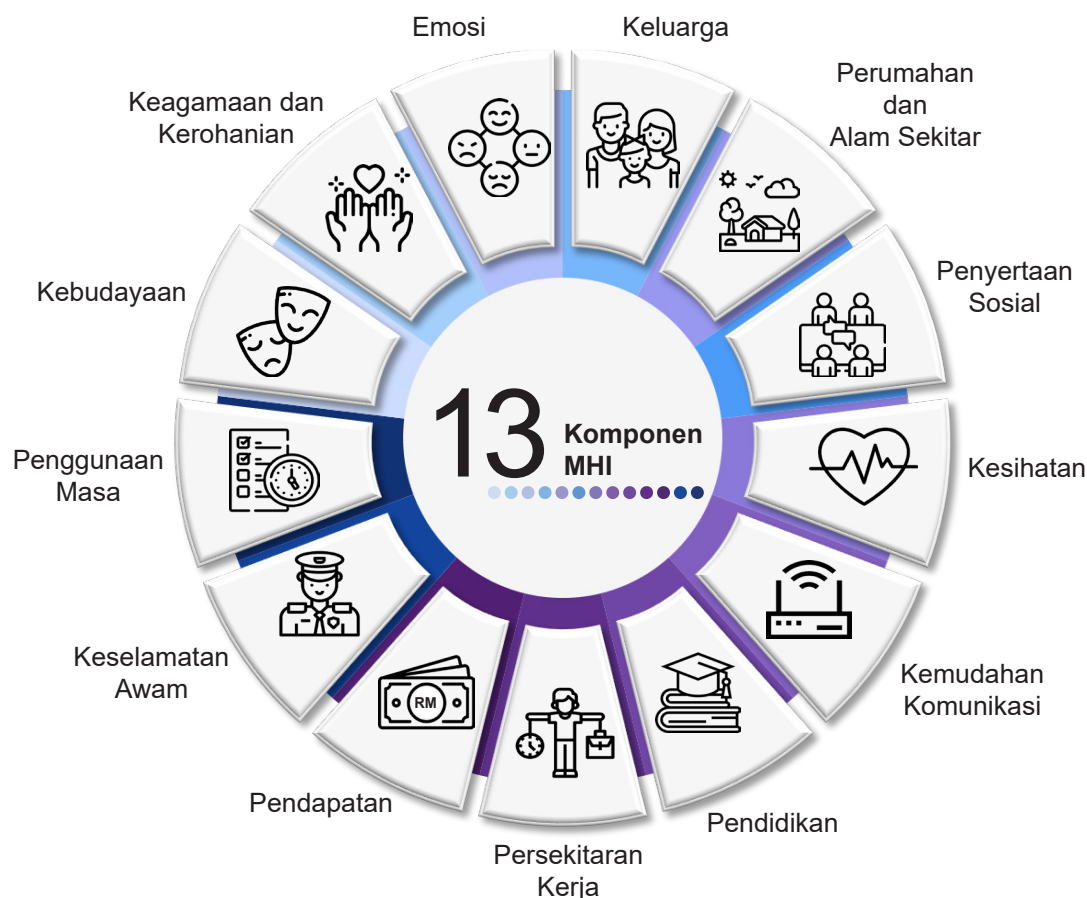 Emosi
Keluarga
Perumahan
dan
Alam Sekitar
Penyertaan
Sosial
Kesihatan
Kemudahan
Komunikasi
Pendidikan
Persekitaran
Kerja
Pendapatan
Keselamatan
Awam
Penggunaan
Masa
Kebudayaan
Keagamaan dan
Kerohanian
13 Komponen
MHI
RM